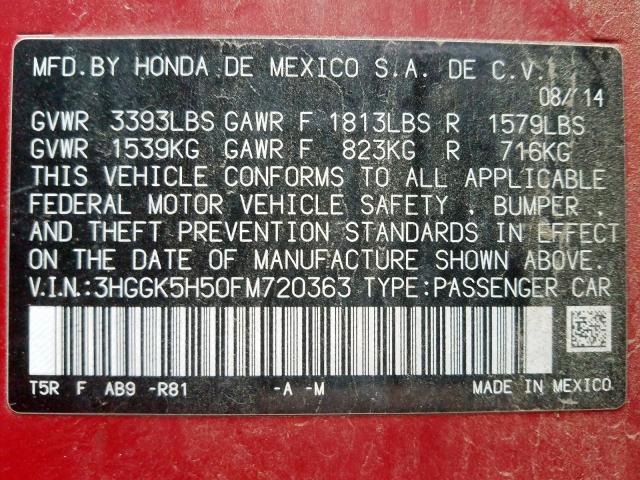 MFD.BY HONDA DE MEXICO S.A. DE C.V.
08/14
GVWR 3393LBS GAWR F 1813LBS R 1579LBS
GVWR 1539KG GAWR F 823KG R 716KG
THIS VEHICLE CONFORMS TO ALL APPLICABLE
FEDERAL MOTOR VEHICLE SAFETY , BUMPER ,
AND THEFT PREVENTION STANDARDS IN EFFECT
ON THE DATE OF MANUFACTURE SHOWN ABOVE.
V.I.N.:3HGGK5H50FM720363 TYPE:PASSENGER CAR
T5R F AB9 -R81 -A -M MADE IN MEXICO